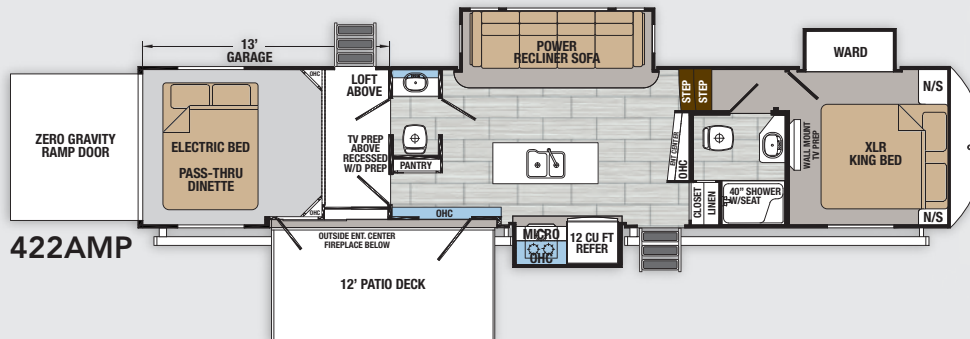 13'
GARAGE
ZERO GRAVITY
RAMP DOOR
ELECTRIC BED
PASS-THRU
DINETTE
OHC
OHC
LOFT
ABOVE
TV PREP
ABOVE
RECESSED
W/D PREP
PANTRY
OHC
POWER
RECLINER SOFA
STEP
STEP
ENT CENTER
OHC
CLOSET
LINEN
40" SHOWER
W/SEAT
WALL MOUNT
TV PREP
WARD
N/S
XLR
KING BED
N/S
MICRO
OHC
12 CU FT
REFER
OUTSIDE ENT. CENTER
FIREPLACE BELOW
12' PATIO DECK
422AMP